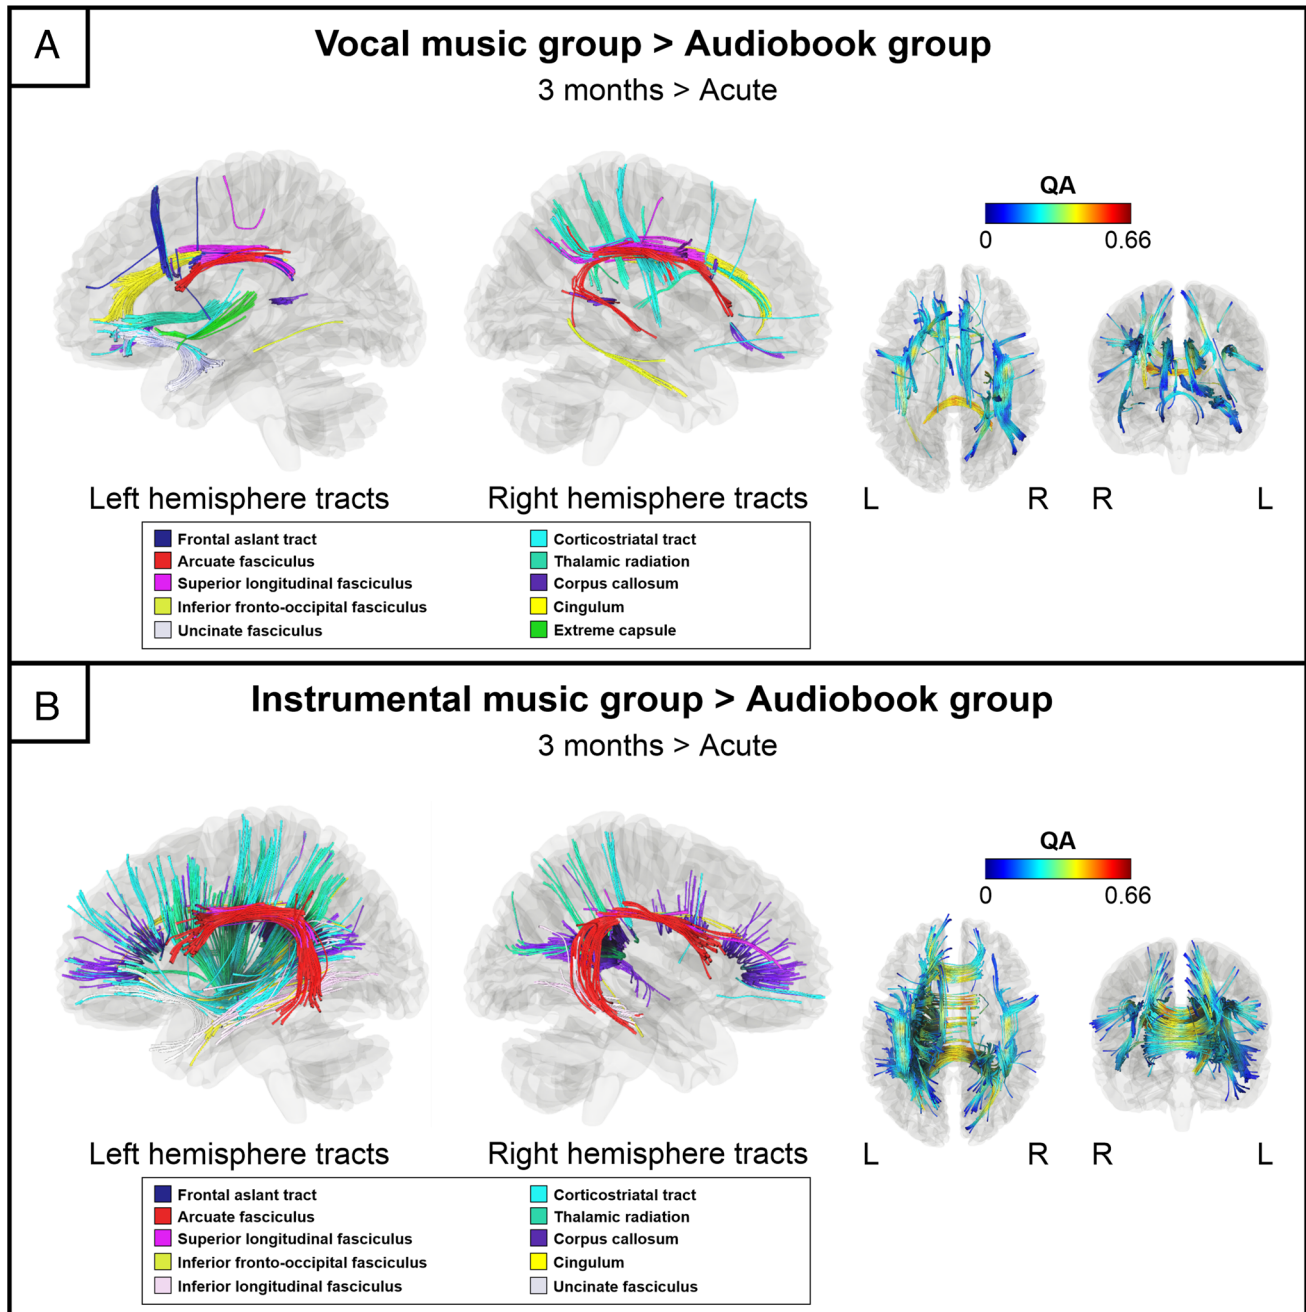 A
Vocal music group > Audiobook group
3 months > Acute
QA
0 0.66
Left hemisphere tracts
Right hemisphere tracts
L R R L
Frontal aslant tract
Arcuate fasciculus
Superior longitudinal fasciculus
Inferior fronto-occipital fasciculus
Uncinate fasciculus
Corticostriatal tract
Thalamic radiation
Corpus callosum
Cingulum
Extreme capsule
B
Instrumental music group > Audiobook group
3 months > Acute
QA
0 0.66
Left hemisphere tracts
Right hemisphere tracts
L R R L
Frontal aslant tract
Arcuate fasciculus
Superior longitudinal fasciculus
Inferior fronto-occipital fasciculus
Inferior longitudinal fasciculus
Corticostriatal tract
Thalamic radiation
Corpus callosum
Cingulum
Uncinate fasciculus